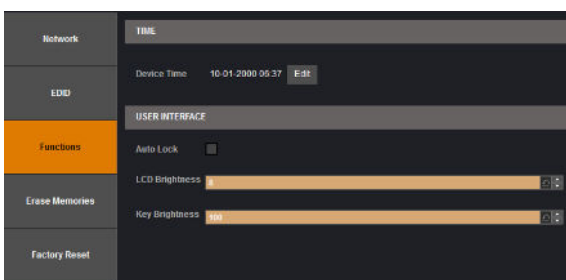 Network
EDID
Functions
Erase Memories
Factory Reset
TIME
Device Time 10-01-2000 06:37 Edit
USER INTERFACE
Auto Lock
LCD Brightness
Key Brightness 100